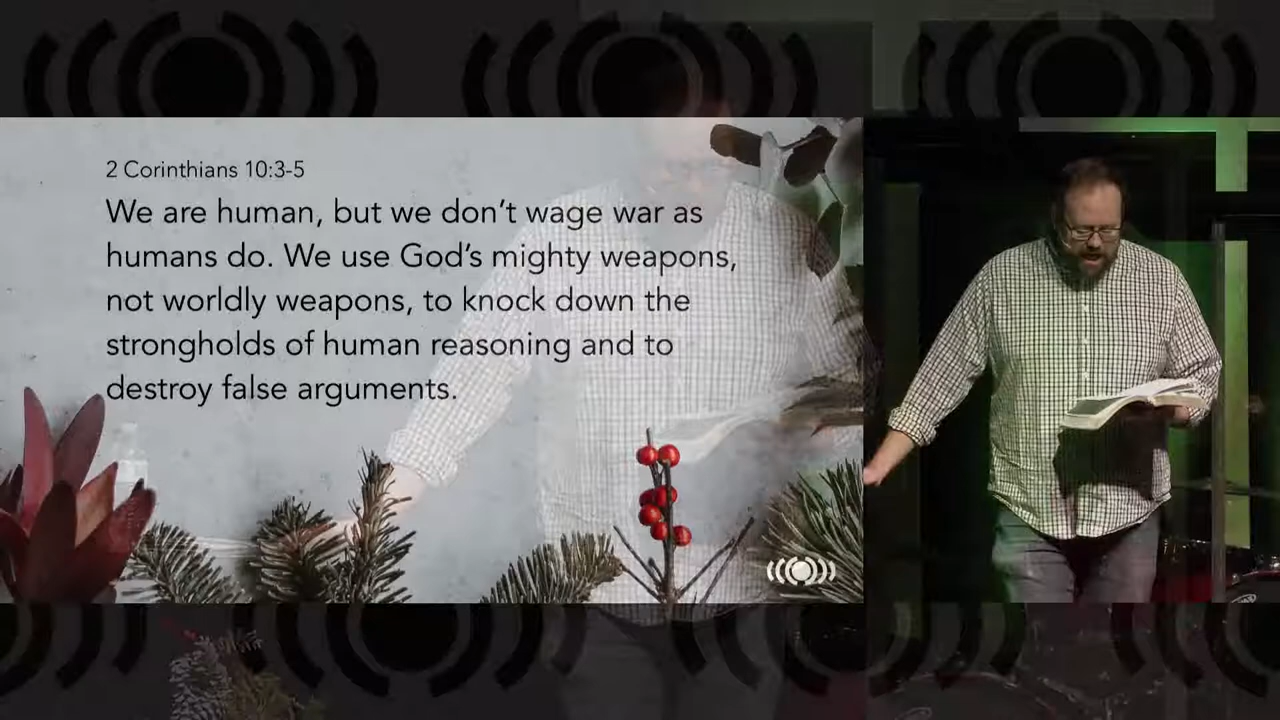 2 Corinthians 10:3-5
We are human, but we don't wage war as
humans do. We use God's mighty weapons,
not worldly weapons, to knock down the
strongholds of human reasoning and to
destroy false arguments.